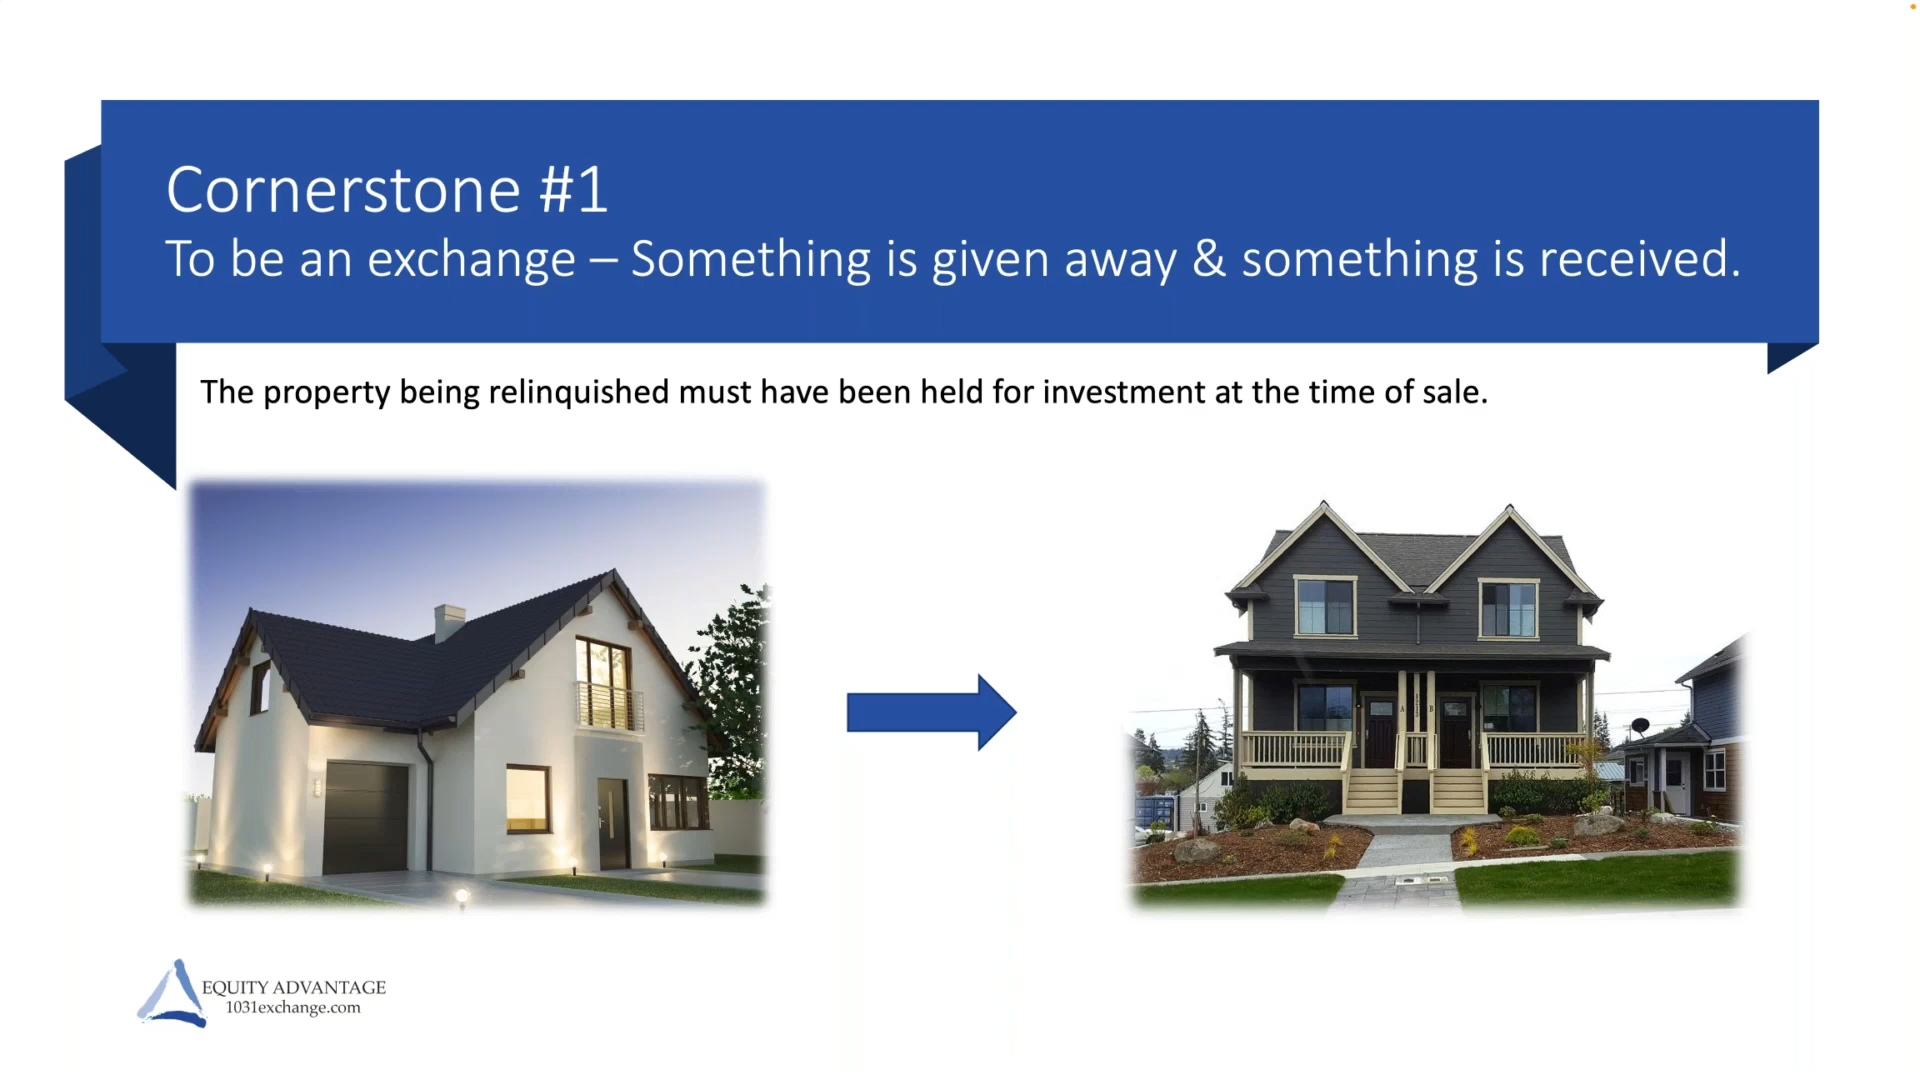 Cornerstone #1
To be an exchange – Something is given away & something is received.
The property being relinquished must have been held for investment at the time of sale.
A B
EQUITY ADVANTAGE
1031exchange.com